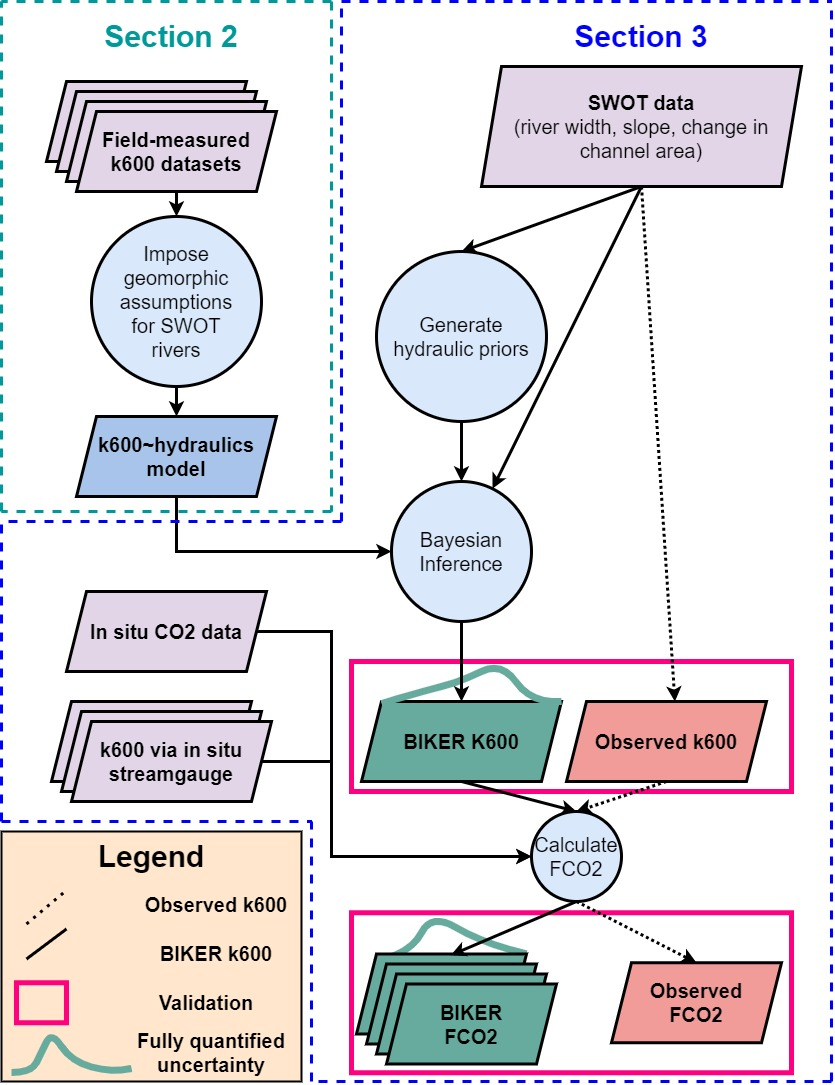 Section 2
Field-measured
k600 datasets
Impose
geomorphic
assumptions
for SWOT
rivers
k600~hydraulics
model
Section 3
SWOT data
(river width, slope, change in
channel area)
Generate
hydraulic priors
Bayesian
Inference
In situ CO2 data
k600 via in situ
streamgauge
BIKER K600
Observed k600
Calculate
FCO2
BIKER
FCO2
Observed
FCO2
Legend
Observed k600
BIKER k600
Validation
Fully quantified
uncertainty